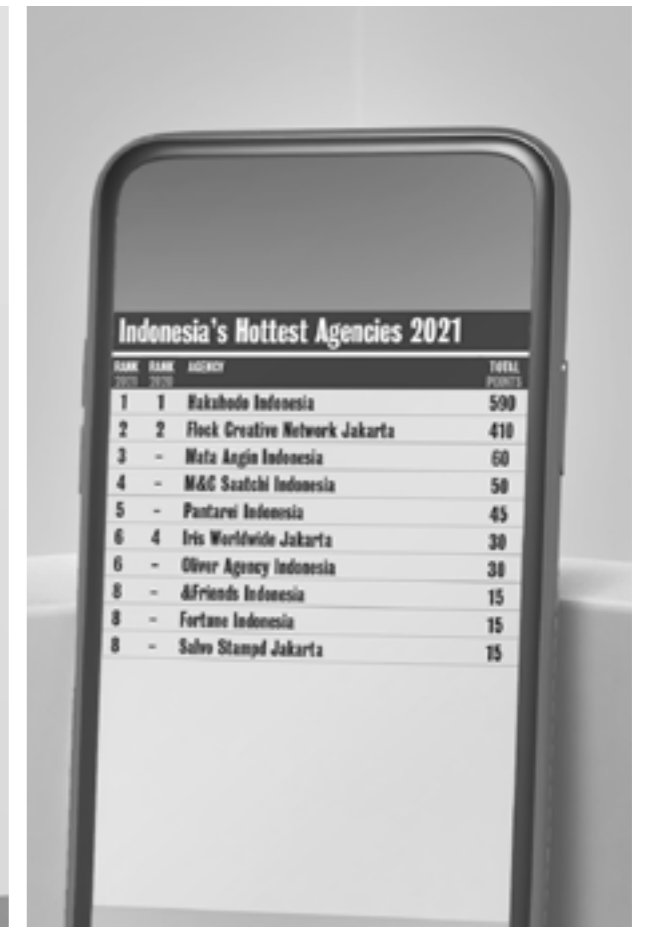 Indonesia's Hottest Agencies 2021
RANK 2021 RANK 2020 AGENCY TOTAL POINTS
1 1 Hakuhodo Indonesia 590
2 2 Flock Creative Network Jakarta 410
3 - Mata Angin Indonesia 60
4 - M&C Saatchi Indonesia 50
5 - Pantarei Indonesia 45
6 4 Iris Worldwide Jakarta 30
6 - Oliver Agency Indonesia 30
8 - &Friends Indonesia 15
8 - Fortune Indonesia 15
8 - Salvo Stampd Jakarta 15